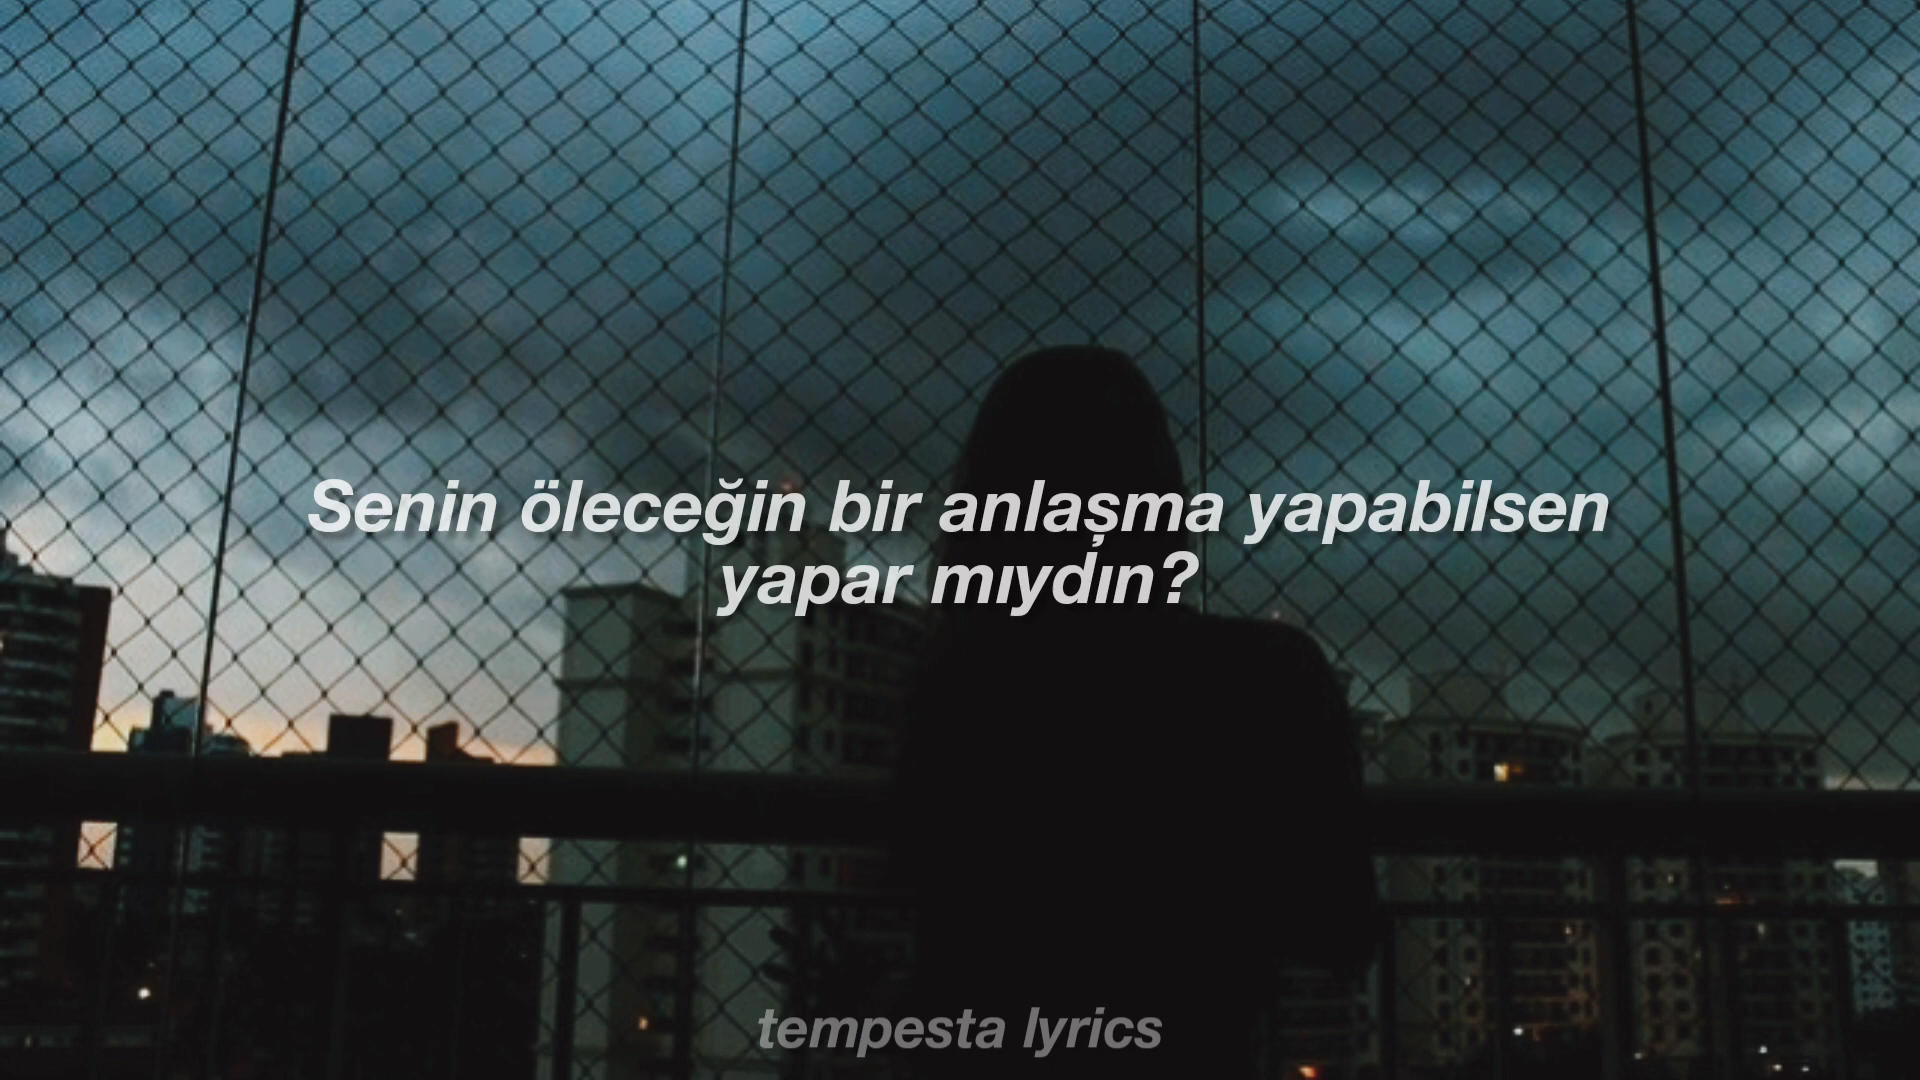 Senin öleceğin bir anlaşma yapabilsen
yapar mıydın?
tempesta lyrics